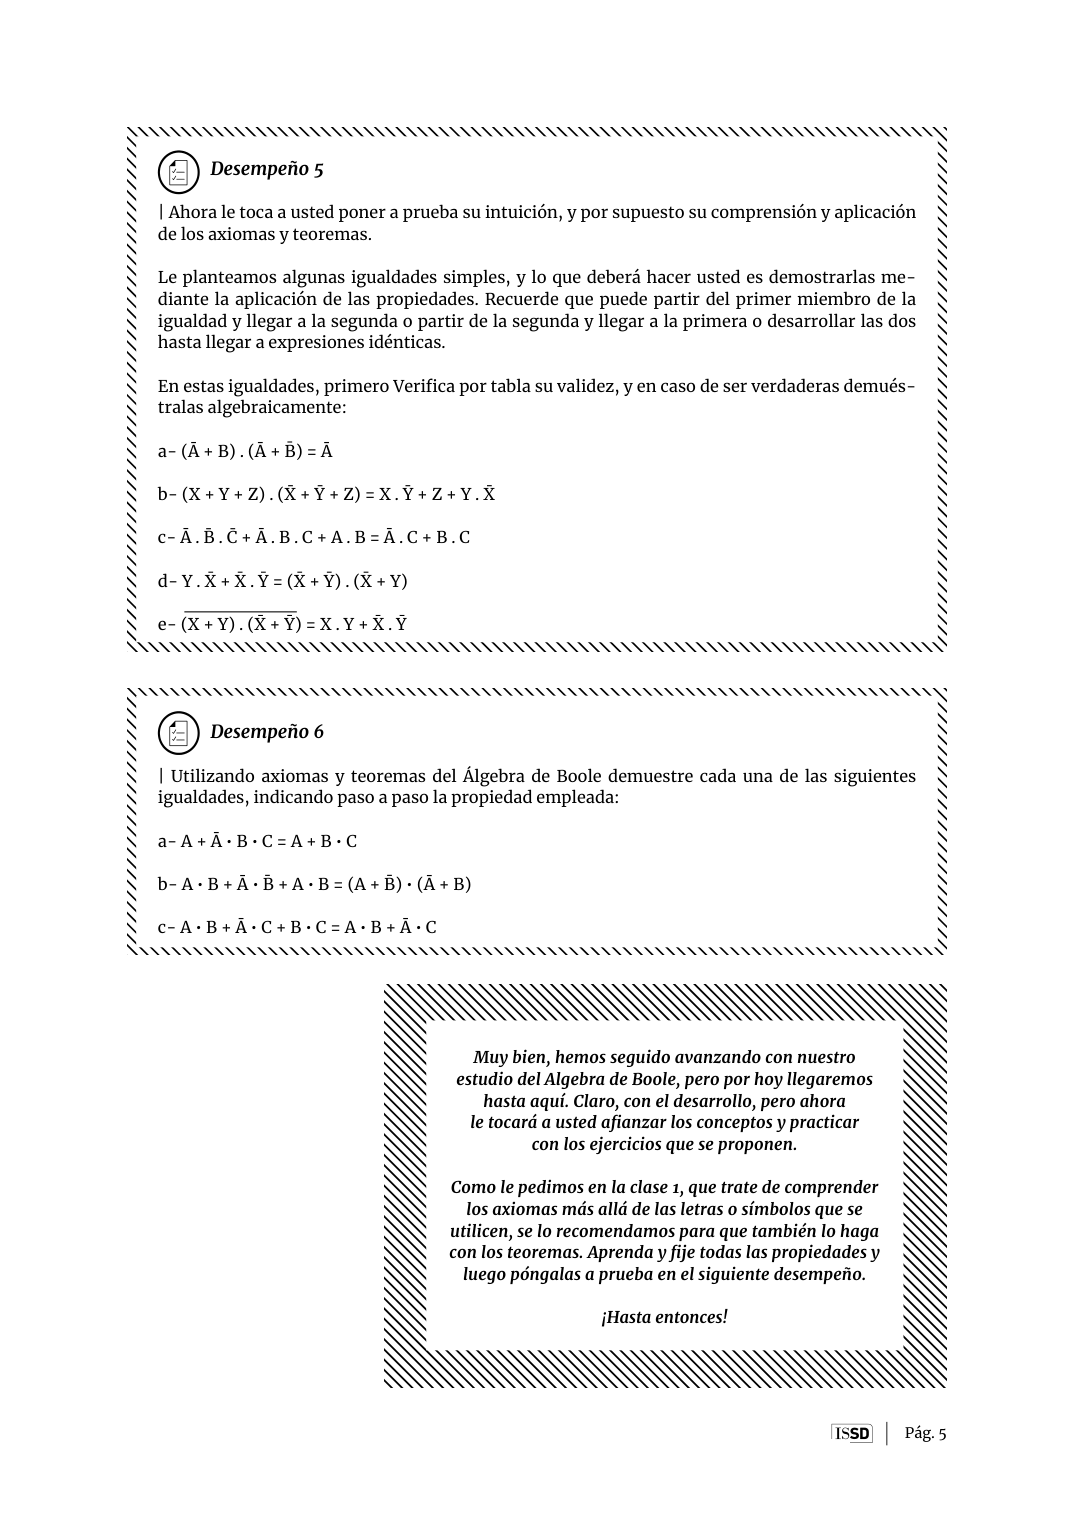 Desempeño 5
| Ahora le toca a usted poner a prueba su intuición, y por supuesto su comprensión y aplicación
de los axiomas y teoremas.
Le planteamos algunas igualdades simples, y lo que deberá hacer usted es demostrarlas me-
diante la aplicación de las propiedades. Recuerde que puede partir del primer miembro de la
igualdad y llegar a la segunda o partir de la segunda y llegar a la primera o desarrollar las dos
hasta llegar a expresiones idénticas.
En estas igualdades, primero Verifica por tabla su validez, y en caso de ser verdaderas demués-
tralas algebraicamente:
a- (Ā + B) . (Ā + B̄) = Ā
b- (X + Y + Z) . (X̄ + Ȳ + Z) = X . Ȳ + Z + Y . X̄
c- Ā . B̄ . C̄ + Ā . B . C + A . B = Ā . C + B . C
d- Y . X̄ + X̄ . Ȳ = (X̄ + Ȳ) . (X̄ + Y)
e- (X + Y) . (X̄ + Ȳ) = X . Y + X̄ . Ȳ
Desempeño 6
| Utilizando axiomas y teoremas del Álgebra de Boole demuestre cada una de las siguientes
igualdades, indicando paso a paso la propiedad empleada:
a- A + Ā • B • C = A + B • C
b- A • B + Ā • B̄ + A • B = (A + B̄) • (Ā + B)
c- A • B + Ā • C + B • C = A • B + Ā • C
Muy bien, hemos seguido avanzando con nuestro
estudio del Algebra de Boole, pero por hoy llegaremos
hasta aquí. Claro, con el desarrollo, pero ahora
le tocará a usted afianzar los conceptos y practicar
con los ejercicios que se proponen.
Como le pedimos en la clase 1, que trate de comprender
los axiomas más allá de las letras o símbolos que se
utilicen, se lo recomendamos para que también lo haga
con los teoremas. Aprenda y fije todas las propiedades y
luego póngalas a prueba en el siguiente desempeño.
¡Hasta entonces!
ISSD | Pág. 5